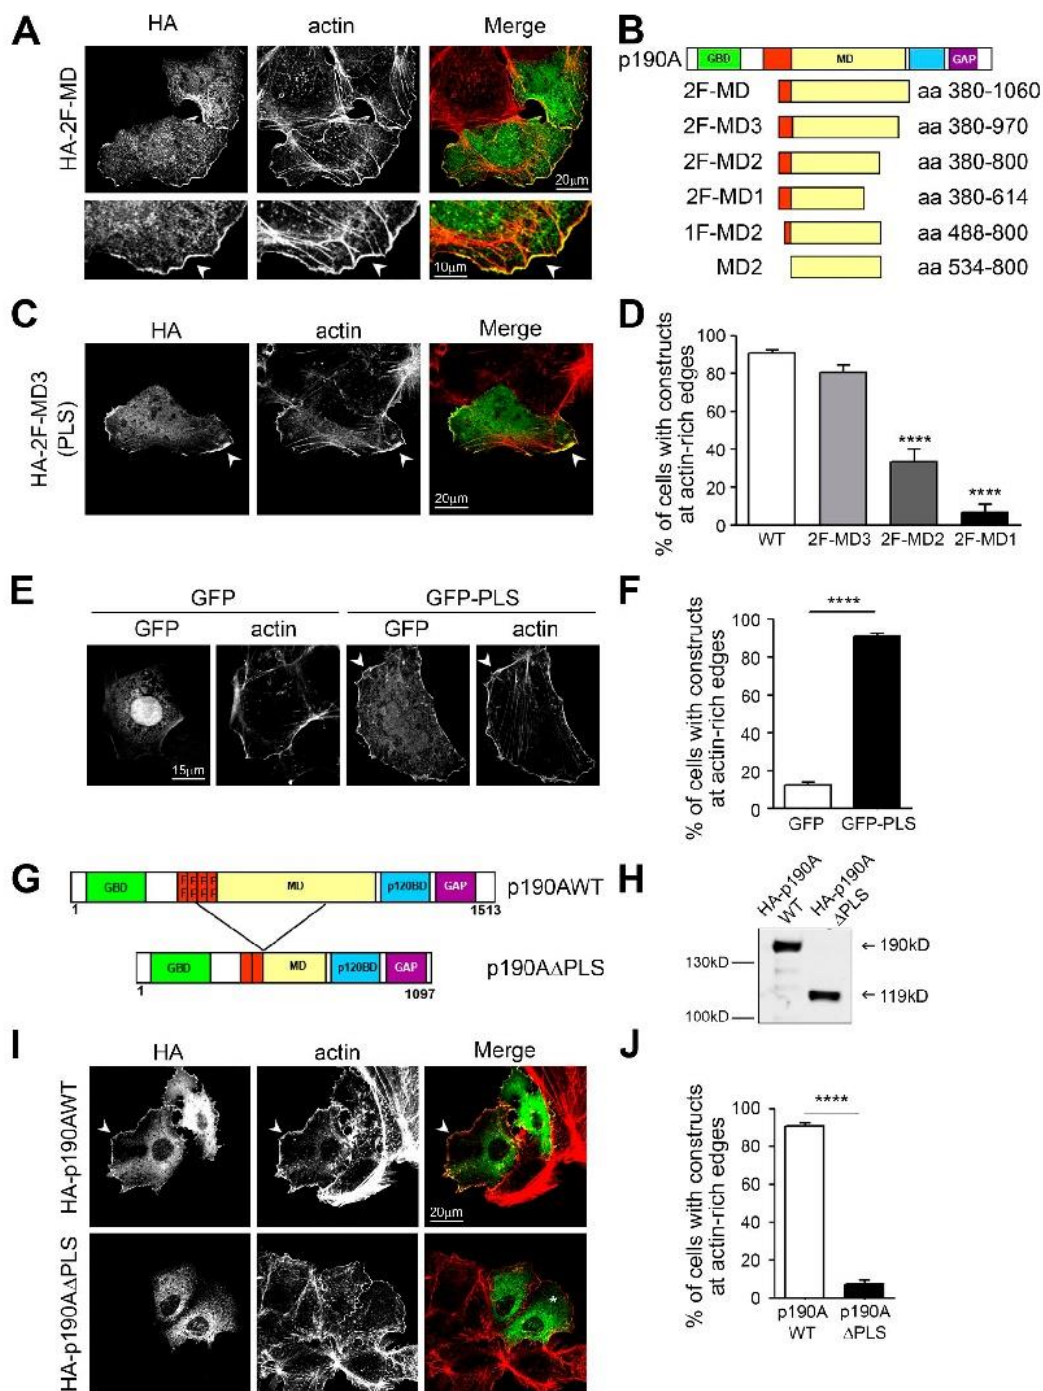 A
HA actin Merge
HA-2F-MD
20µm
10µm
B
p190A GBD MD GAP
2F-MD aa 380-1060
2F-MD3 aa 380-970
2F-MD2 aa 380-800
2F-MD1 aa 380-614
1F-MD2 aa 488-800
MD2 aa 534-800
C
HA actin Merge
HA-2F-MD3
(PLS)
20µm
D
% of cells with constructs
at actin-rich edges
100
80
60
40
20
0
****
****
WT 2F-MD3 2F-MD2 2F-MD1
E
GFP GFP-PLS
GFP actin GFP actin
15µm
F
% of cells with constructs
at actin-rich edges
100
80
60
40
20
0
****
GFP GFP-PLS
G
GBD F F F F MD p120BD GAP p190AWT
F F F F
1 1513
GBD MD p120BD GAP p190AΔPLS
1 1097
H
HA-p190A
WT
HA-p190A
ΔPLS
130kD
100kD
← 190kD
← 119kD
I
HA actin Merge
HA-p190AWT
20µm
HA-p190AΔPLS
*
J
% of cells with constructs
at actin-rich edges
100
80
60
40
20
0
****
p190A p190A
WT ΔPLS